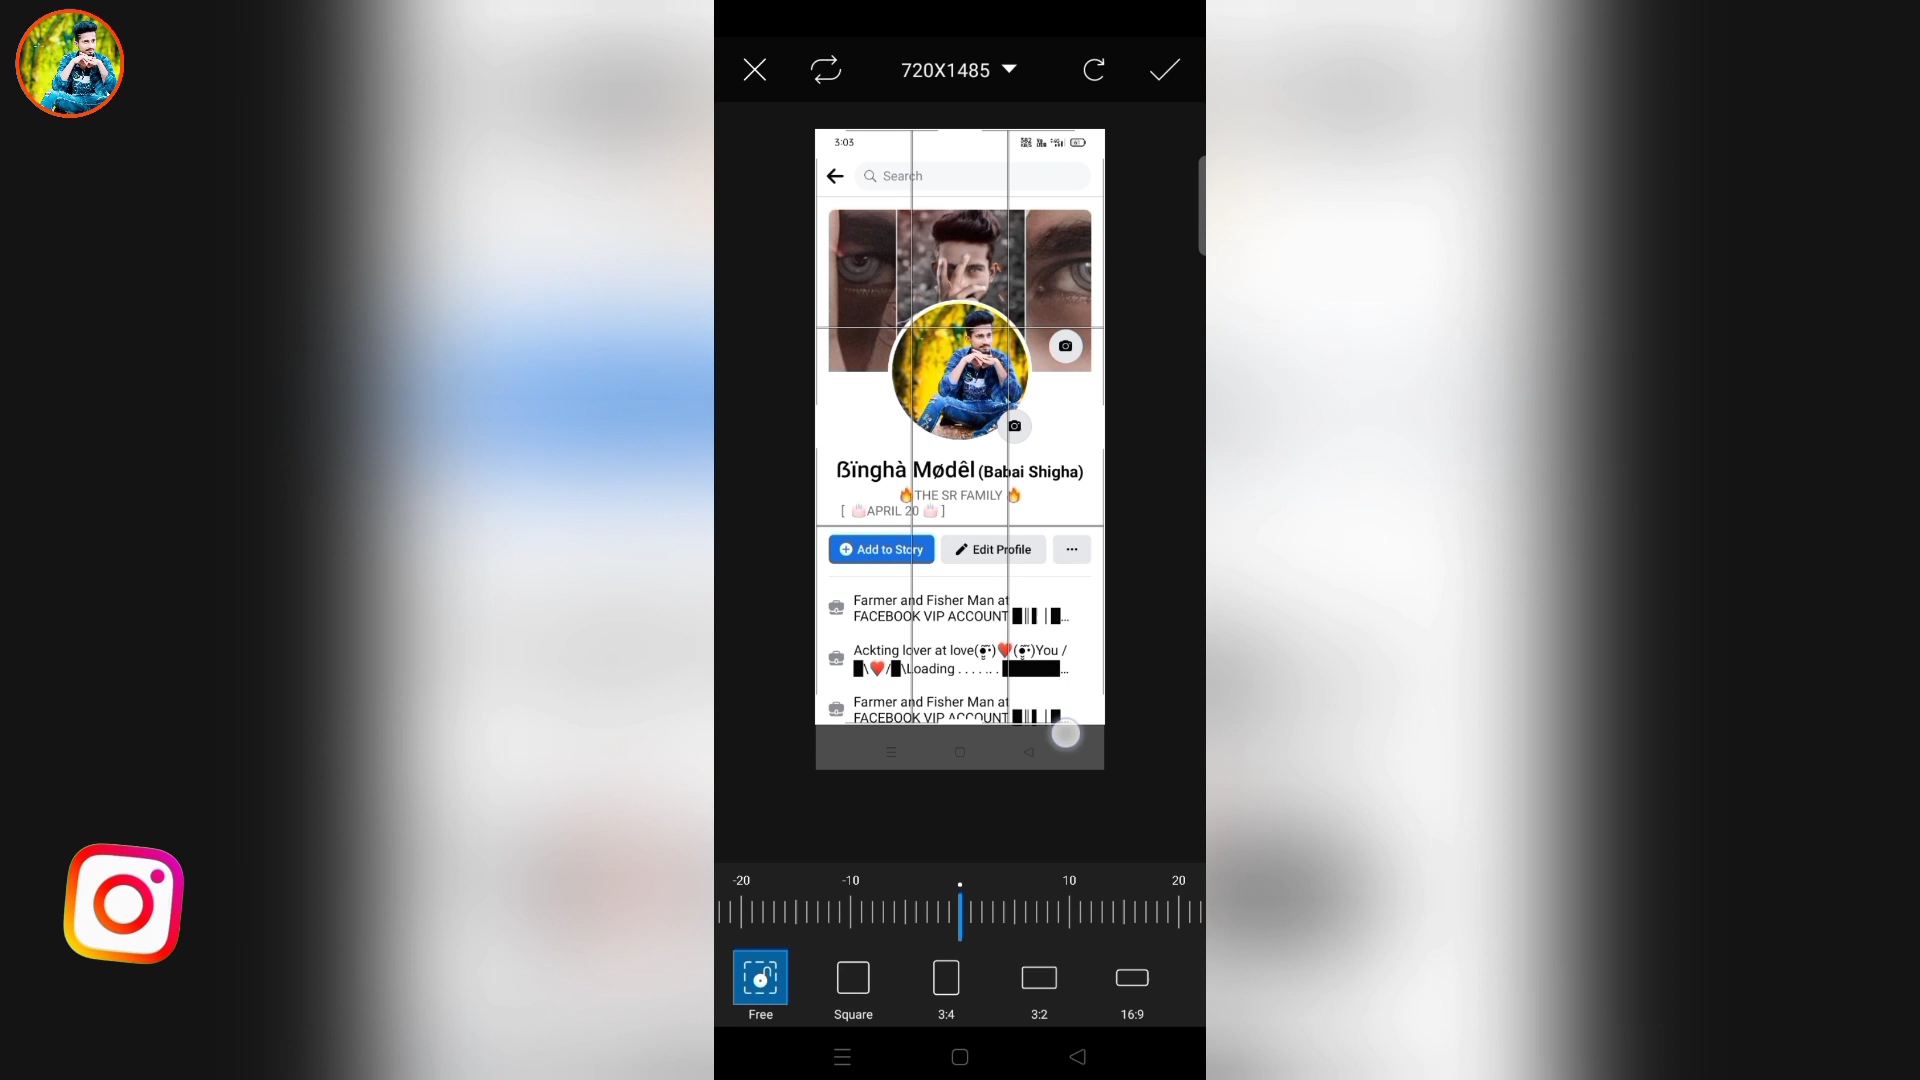 720X1485
3:03
Search
ẞïnghà Mødêl (Babai Shigha)
🔥THE SR FAMILY 🔥
[ 🎂APRIL 20 🎂 ]
Add to Story
Edit Profile
Farmer and Fisher Man at
FACEBOOK VIP ACCOUNT █║▌│█...
Ackting lover at love(●̮̮̃•̃)❤(●̮̮̃•̃)You /
█\❤/█\Loading . . . . .. . ██████...
Farmer and Fisher Man at
FACEBOOK VIP ACCOUNT █║▌│█
-20 -10 10 20
Free Square 3:4 3:2 16:9